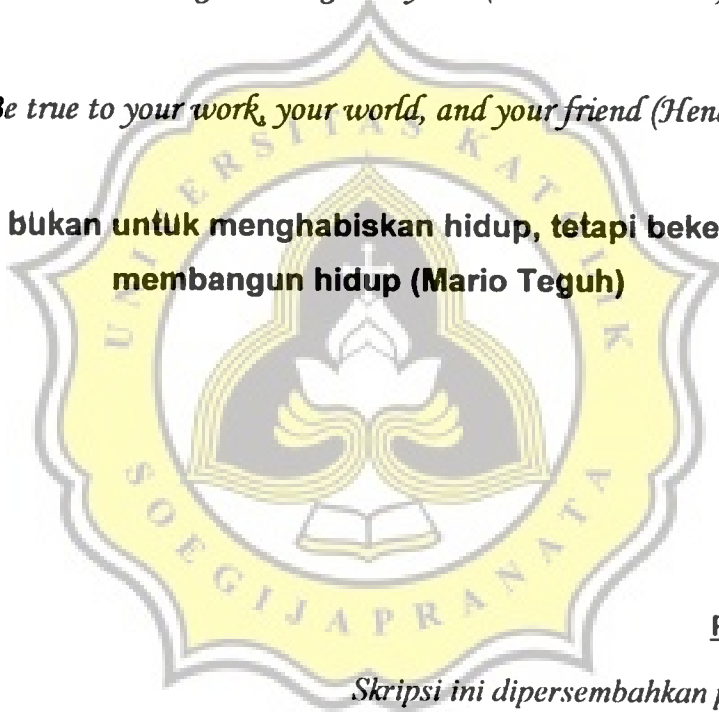 e true to your work, your world, and your friend (Hen
bukan untuk menghabiskan hidup, tetapi beke
membangun hidup (Mario Teguh)
UNIVERSITAS KATOLIK
SOEGIJAPRANATA
Skripsi ini dipersembahkan